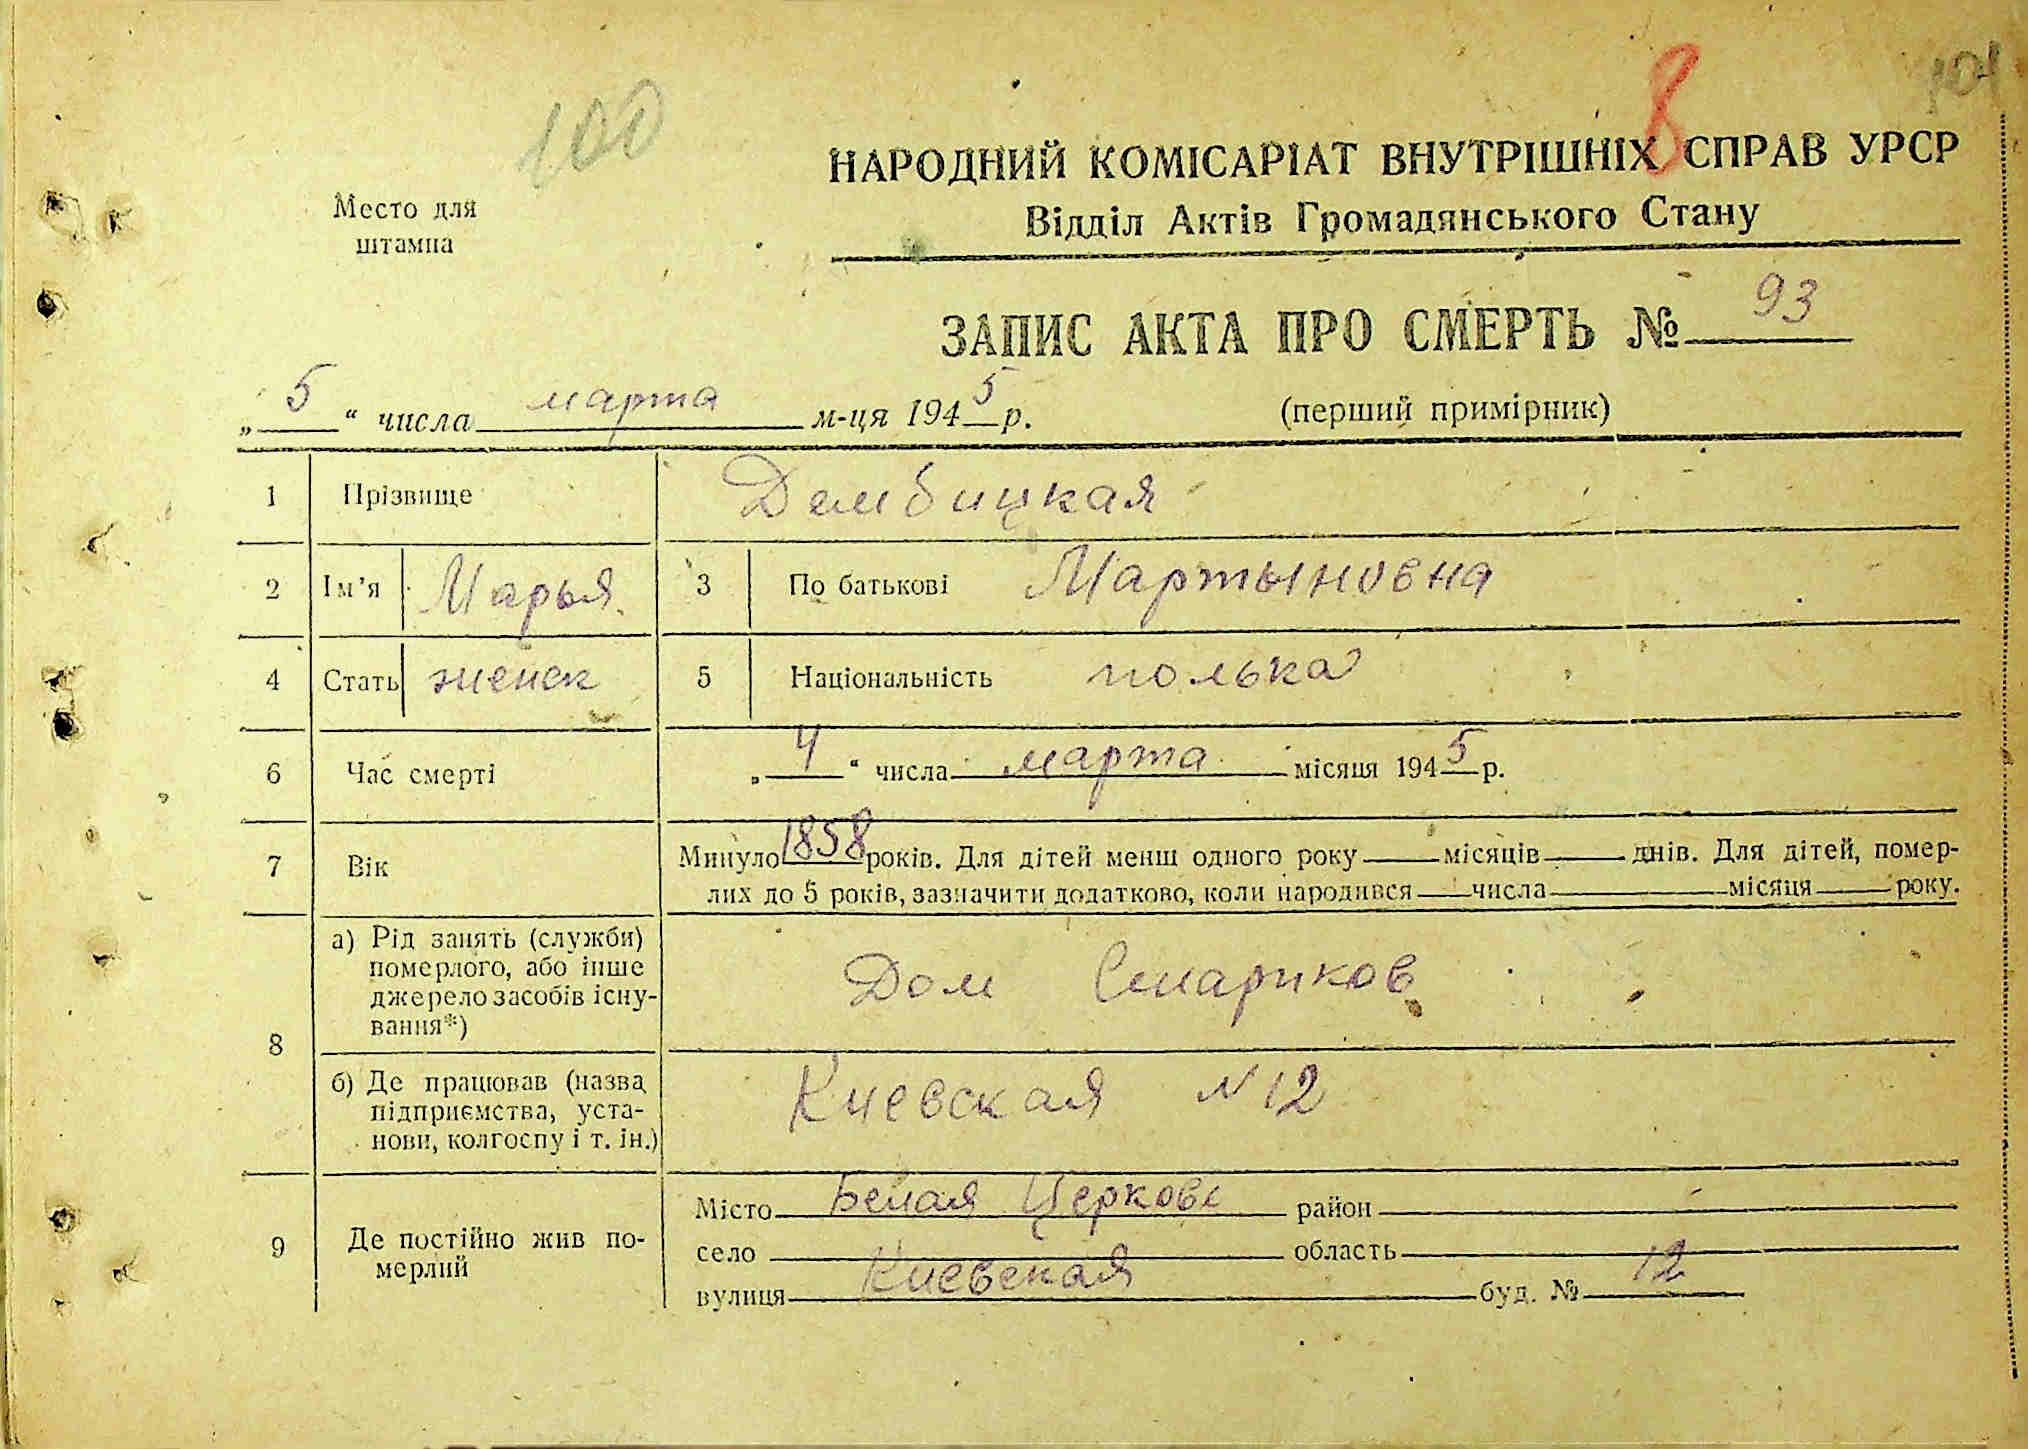 100
8
101
Место для
штампа
НАРОДНИЙ КОМІСАРІАТ ВНУТРІШНІХ СПРАВ УРСР
Відділ Актів Громадянського Стану
ЗАПИС АКТА ПРО СМЕРТЬ № 93
„ 5 “ числа марта м-ця 1945 р.
(перший примірник)
1 Прізвище Дембицкая
2 Ім'я Марья 3 По батькові Мартыновна
4 Стать женск 5 Національність полька
6 Час смерті „ 4 “ числа марта місяця 1945 р.
7 Вік Минуло 1858 років. Для дітей менш одного року місяців днів. Для дітей, помер-
лих до 5 років, зазначити додатково, коли народився числа місяця року.
8 а) Рід занять (служби)
померлого, або інше
джерело засобів існу-
вання*)
Дом Стариков
б) Де працював (назва
підприємства, уста-
нови, колгоспу і т. ін.)
Киевская N 12
9 Де постійно жив по-
мерлий
Місто Белая Церковь район
село область
вулиця Киевская буд. № 12